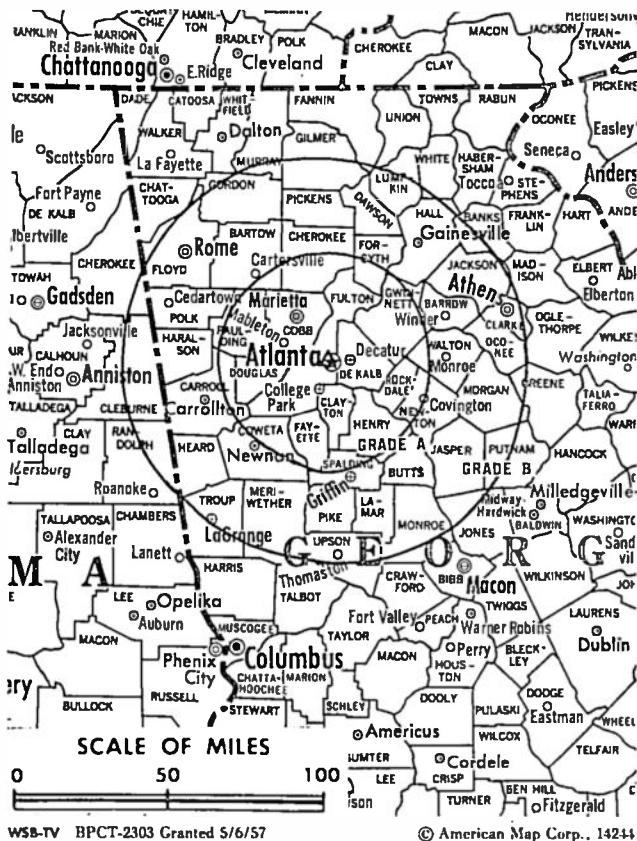 MARION
HAMIL-
TON
BRADLEY
POLK
CHEROKEE
MACON
JACKSON
TRAN-
SYLVANIA
Red Bank-White Oak
Chattanooga
E.Ridge
Cleveland
CLAY
DADE
CATOOSA
WHIT-
FIELD
FANNIN
TOWNS
RABUN
PICKENS
OCONEE
UNION
WALKER
Dalton
GILMER
Easley
Scottsboro
La Fayette
MURRAY
WHITE
HABER-
SHAM
Seneca
LUMP-
KIN
Toccoa
STE-
PHENS
Fort Payne
DE KALB
CHAT-
TOOGA
GORDON
PICKENS
DAWSON
HALL
BANKS
FRANK-
LIN
HART
BARTOW
CHEROKEE
FOR-
SYTH
Gainesville
CHEROKEE
Rome
FLOYD
Cartersville
JACKSON
MAD-
ISON
ELBERT
Elberton
Gadsden
Cedartown
POLK
Marietta
COBB
FULTON
GWIN-
NETT
BARROW
Winder
Athens
CLARKE
OGLE-
THORPE
Jacksonville
Mableton
PAUL-
DING
HARAL-
SON
CALHOUN
W. End
Anniston
Anniston
Atlanta
Decatur
DE KALB
WALTON
Monroe
OCO-
NEE
Washington
DOUGLAS
College
Park
ROCK-
DALE
MORGAN
GREENE
TALIA-
FERRO
TALLADEGA
CLEBURNE
CARROLL
Carrollton
CLAY-
TON
NEW-
TON
Covington
CLAY
Talladega
RAN-
DOLPH
HEARD
COWETA
Newnan
FAY-
ETTE
HENRY
GRADE A
JASPER
PUTNAM
GRADE B
HANCOCK
SPALDING
Griffin
BUTTS
Roanoke
TROUP
MERI-
WETHER
PIKE
LA-
MAR
MONROE
JONES
Midway-
Hardwick
Milledgeville
BALDWIN
TALLAPOOSA
CHAMBERS
Alexander
City
LaGrange
UPSON
Thomaston
G E O R G
Lanett
HARRIS
TALBOT
CRAW-
FORD
BIBB
Macon
WILKINSON
M A
LEE
Opelika
Auburn
TWIGGS
LAURENS
Dublin
MACON
MUSCOGEE
TAYLOR
Fort Valley
PEACH
Warner Robins
Phenix
City
Columbus
MACON
Perry
HOUS-
TON
BLECK-
LEY
RUSSELL
CHATTA-
HOOCHEE
MARION
BULLOCK
STEWART
SCHLEY
DOOLY
PULASKI
DODGE
Eastman
Americus
WILCOX
TELFAIR
SCALE OF MILES
0 50 100
Cordele
LEE
CRISP
TURNER
BEN HILL
Fitzgerald
WSB-TV BPCT-2303 Granted 5/6/57
© American Map Corp., 14244